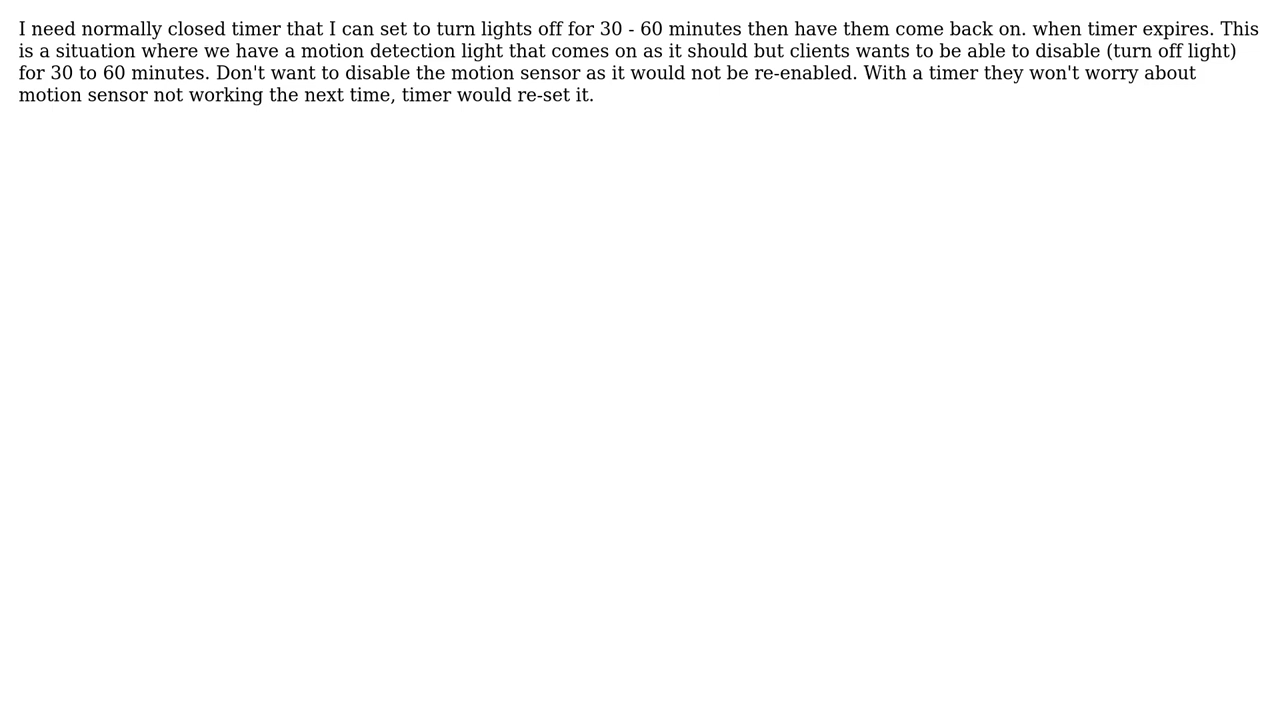 I need normally closed timer that I can set to turn lights off for 30 - 60 minutes then have them come back on. when timer expires. This
is a situation where we have a motion detection light that comes on as it should but clients wants to be able to disable (turn off light)
for 30 to 60 minutes. Don't want to disable the motion sensor as it would not be re-enabled. With a timer they won't worry about
motion sensor not working the next time, timer would re-set it.